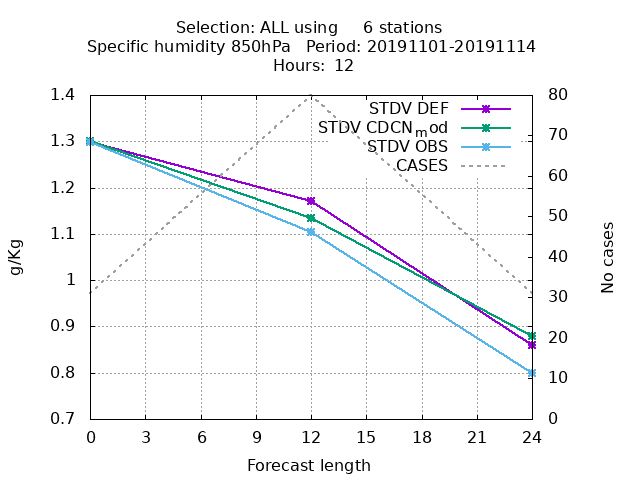 Selection: ALL using     6 stations
Specific humidity 850hPa   Period: 20191101-20191114
Hours: 12
1.4
1.3
1.2
1.1
1
0.9
0.8
0.7
g/Kg
STDV DEF
STDV CDCNmod
STDV OBS
CASES
80
70
60
50
40
30
20
10
0
No cases
0 3 6 9 12 15 18 21 24
Forecast length